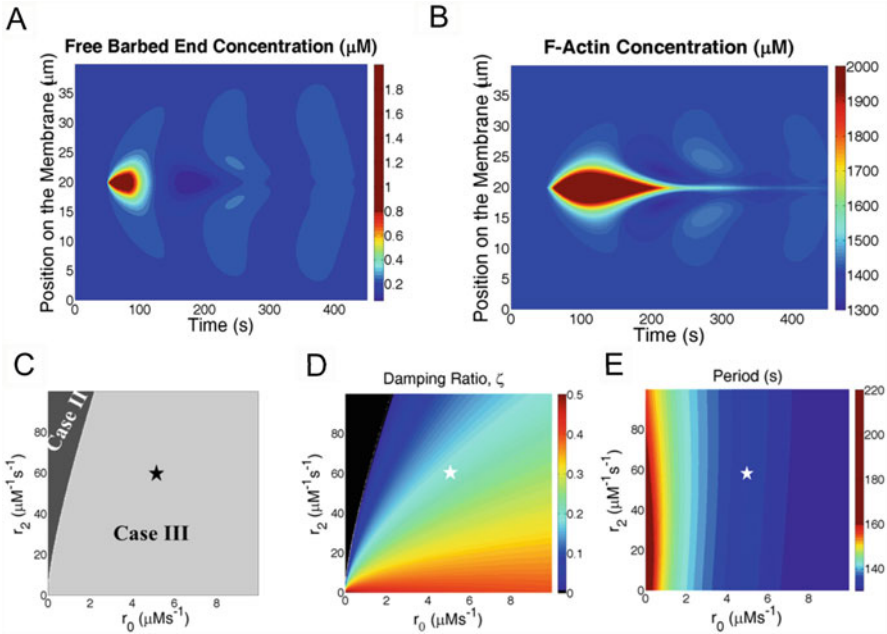 A
Free Barbed End Concentration (μM)
Position on the Membrane (μm)
35
30
25
20
15
10
5
0
0 100 200 300 400
Time (s)
1.8
1.6
1.4
1.2
1
0.8
0.6
0.4
0.2
B
F-Actin Concentration (μM)
Position on the Membrane (μm)
35
30
25
20
15
10
5
0
0 100 200 300 400
Time (s)
2000
1900
1800
1700
1600
1500
1400
1300
C
r2 (μM-1s-1)
80
60
40
20
0
0 2 4 6 8
r0 (μMs-1)
Case II
Case III
D
Damping Ratio, ζ
r2 (μM-1s-1)
80
60
40
20
0
0 2 4 6 8
r0 (μMs-1)
0.5
0.4
0.3
0.2
0.1
0
E
Period (s)
r2 (μM-1s-1)
80
60
40
20
0
0 2 4 6 8
r0 (μMs-1)
220
200
180
160
140